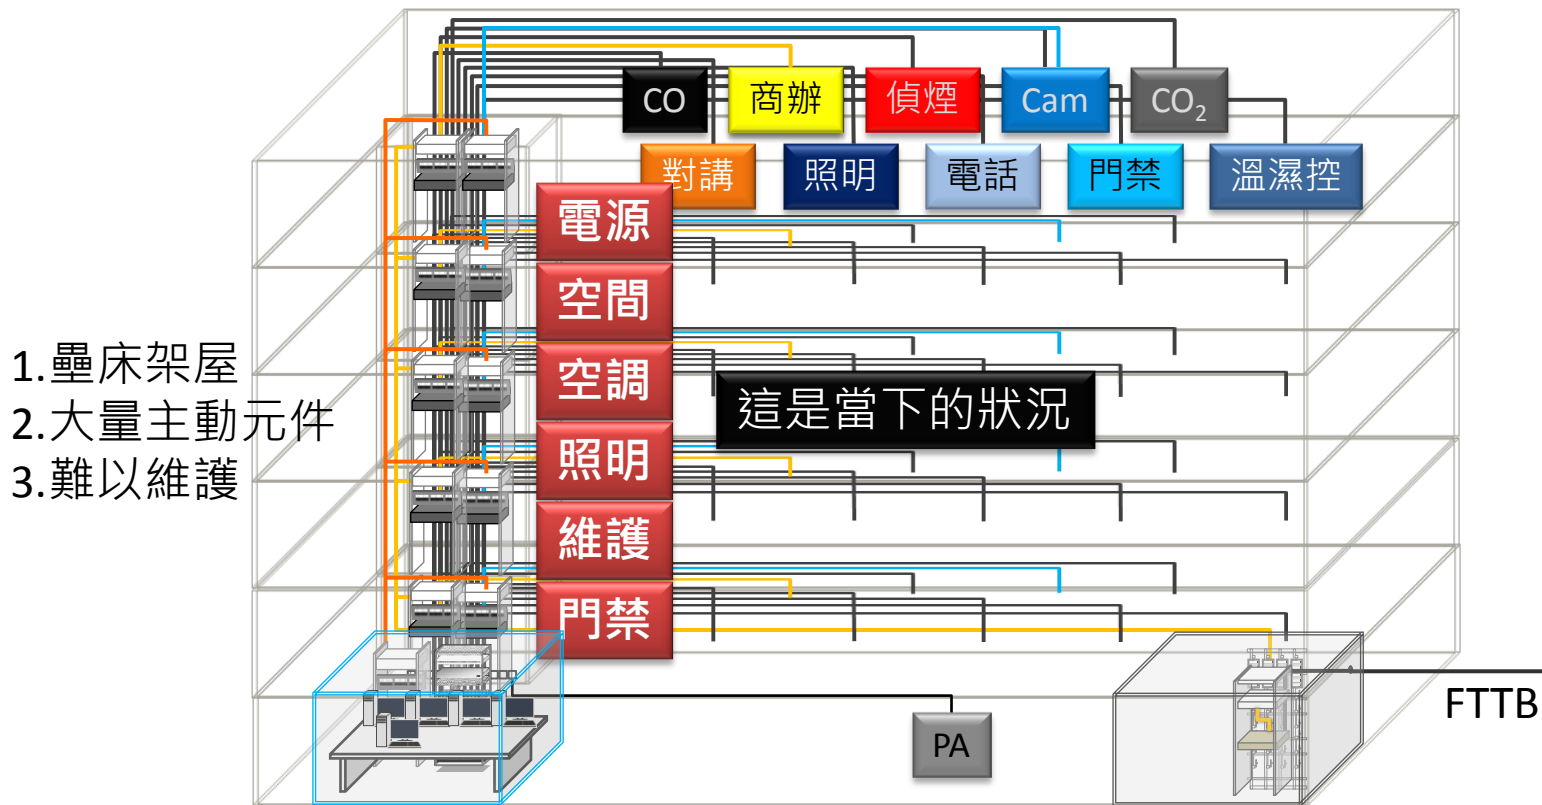 CO
商辦
偵煙
Cam
CO₂
對講
照明
電話
門禁
溫濕控
電源
空間
空調
照明
維護
門禁
1.壘床架屋
2.大量主動元件
3.難以維護
這是當下的狀況
PA
FTTB